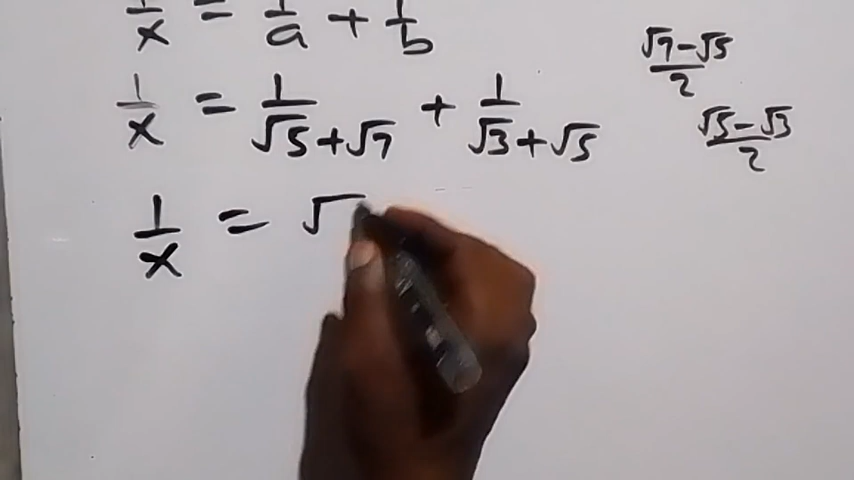 1/x = 1/a + 1/b
1/x = 1/(√5+√7) + 1/(√3+√5)
1/x = √
(√7-√5)/2
(√5-√3)/2